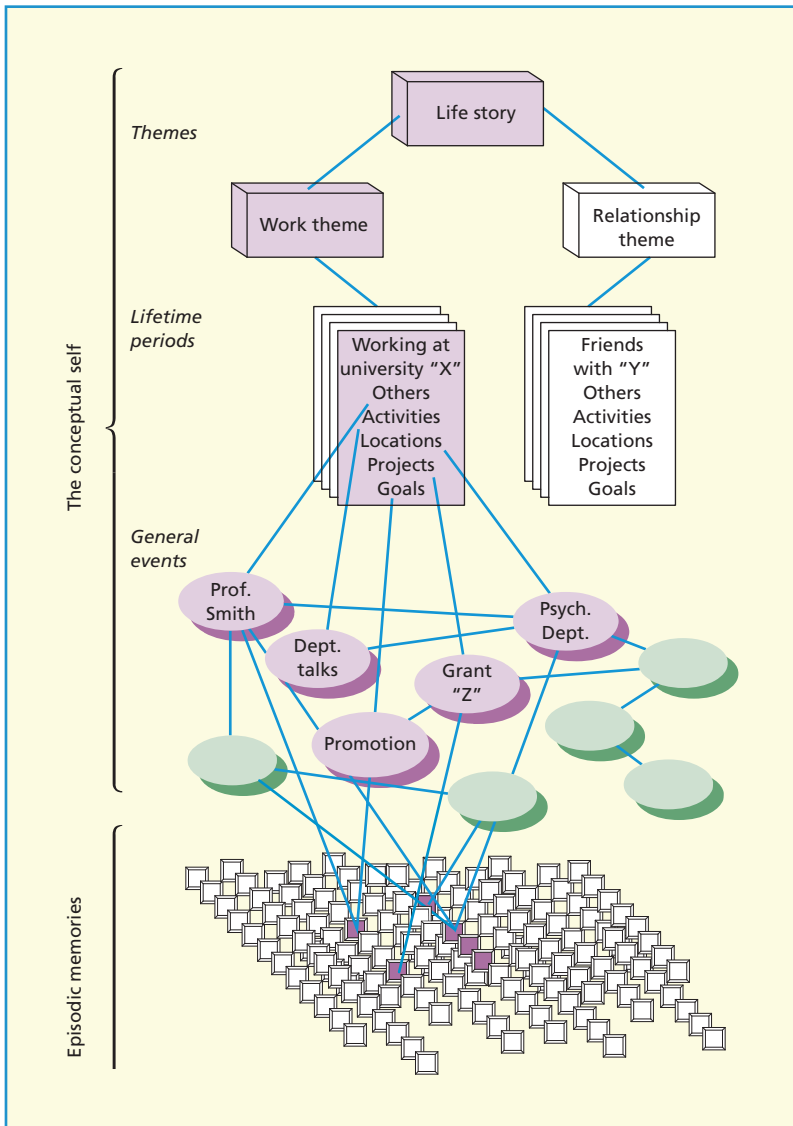 Life story
Themes
Work theme
Relationship
theme
Lifetime
periods
Working at
university “X”
Others
Activities
Locations
Projects
Goals
Friends
with “Y”
Others
Activities
Locations
Projects
Goals
The conceptual self
General
events
Prof.
Smith
Psych.
Dept.
Dept.
talks
Grant
“Z”
Promotion
Episodic memories